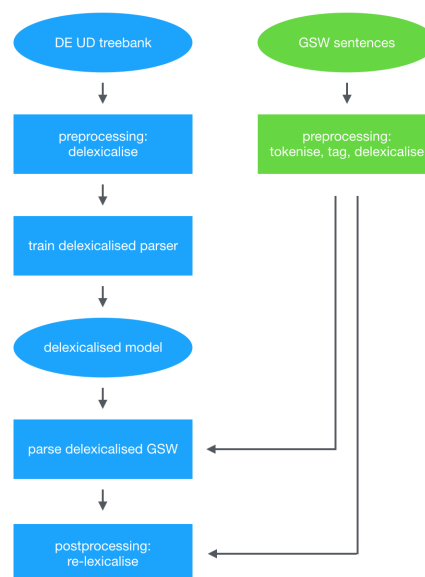 DE UD treebank
GSW sentences
preprocessing:
delexicalise
preprocessing:
tokenise, tag, delexicalise
train delexicalised parser
delexicalised model
parse delexicalised GSW
postprocessing:
re-lexicalise